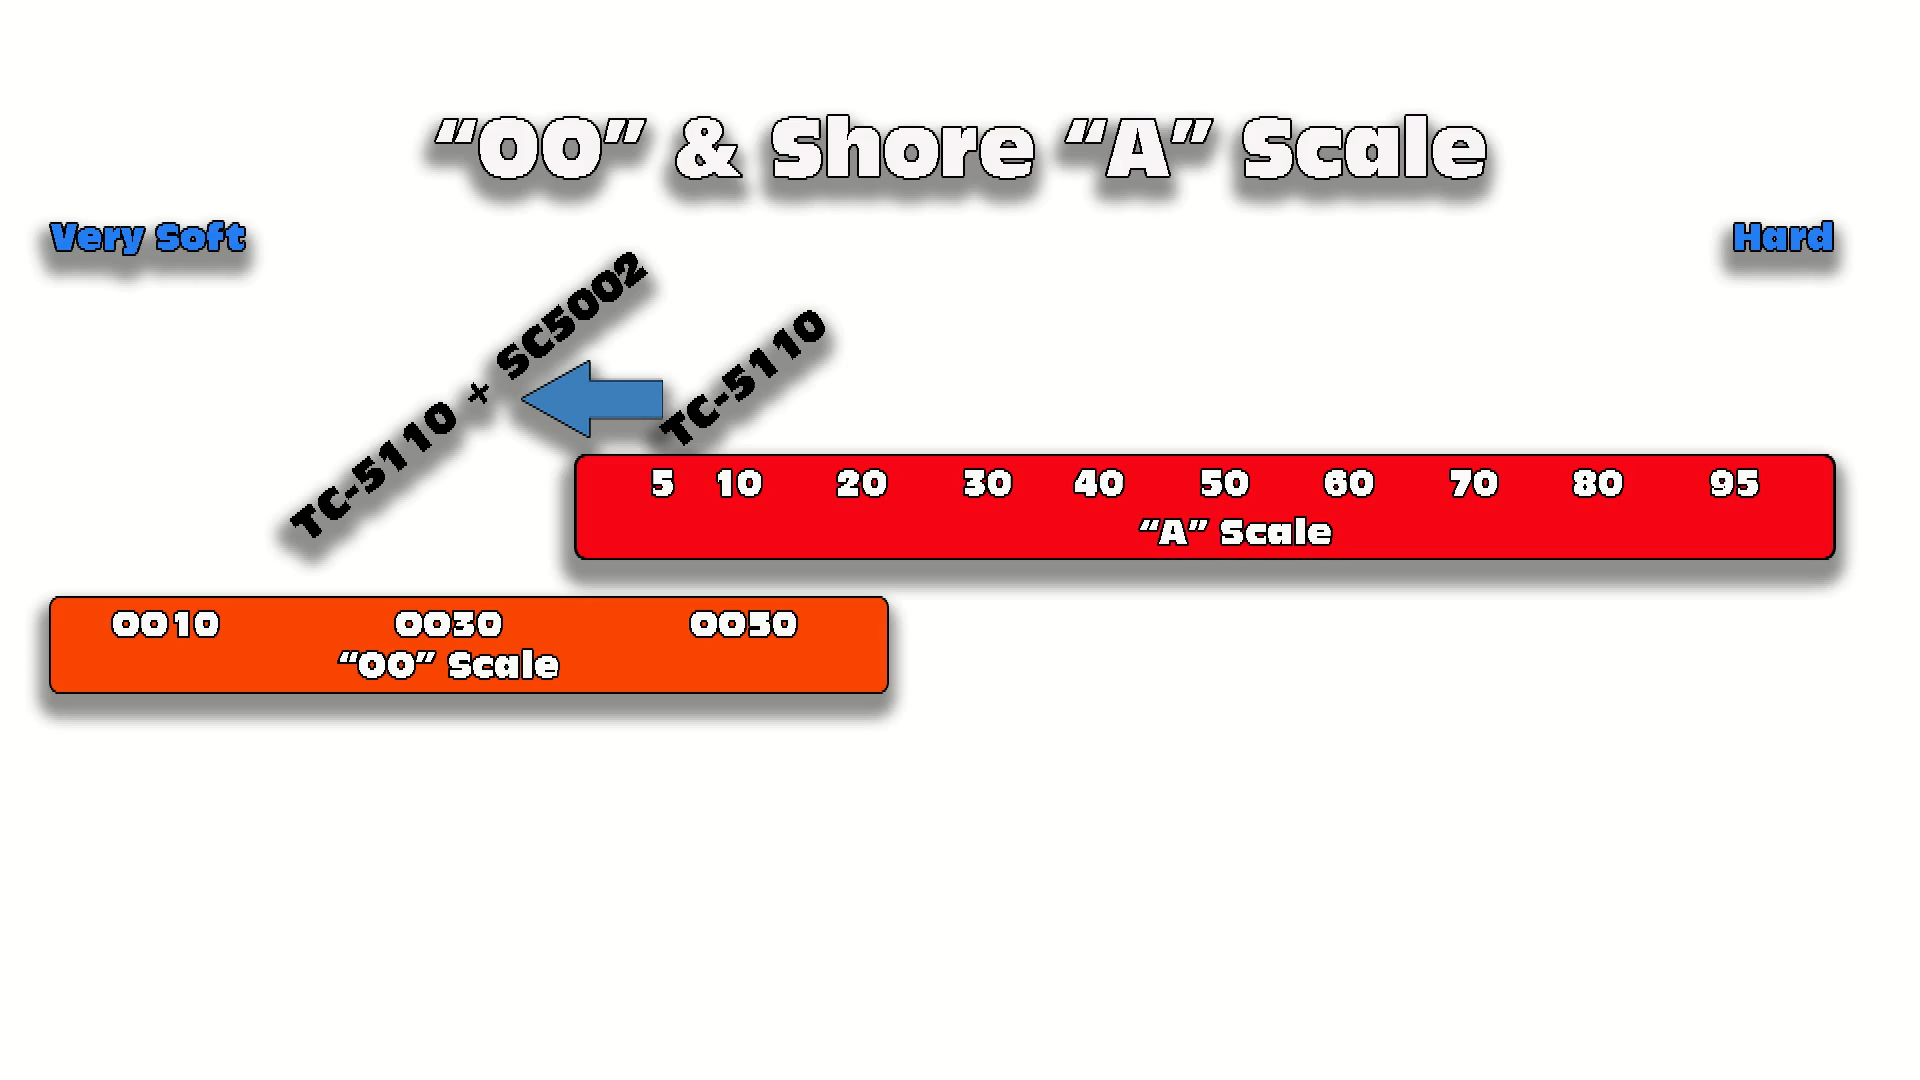 “OO” & Shore “A” Scale
Very Soft
Hard
TC-5110 + SC5002
TC-5110
5 10 20 30 40 50 60 70 80 95
“A” Scale
OO10 OO30 OO50
“OO” Scale